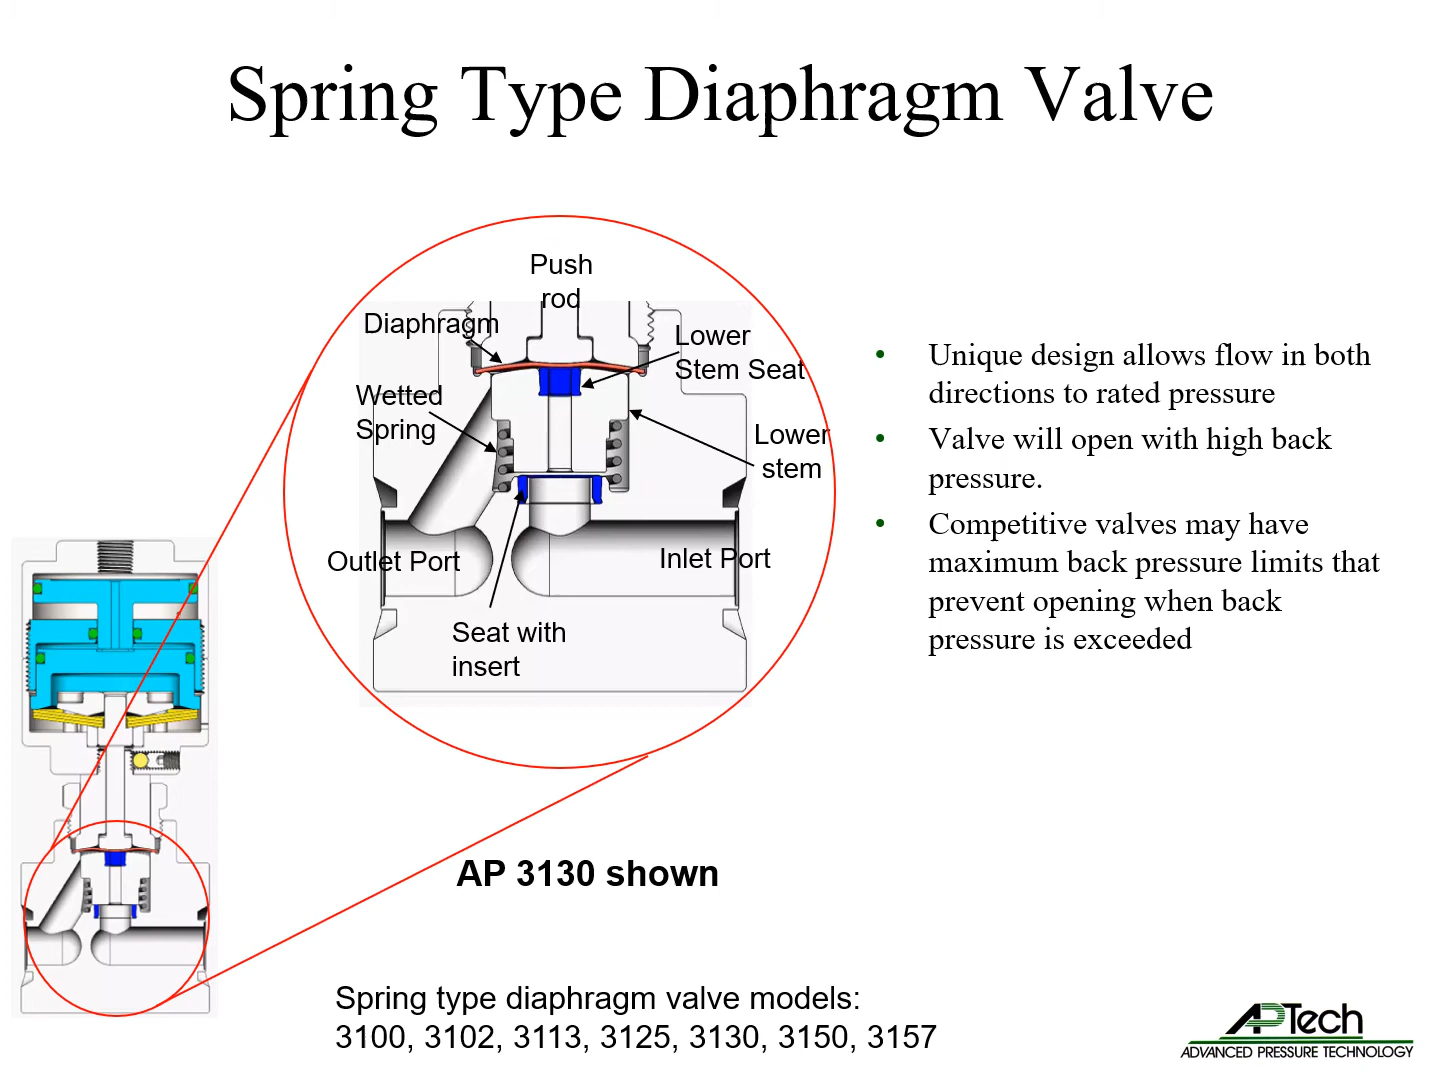 Spring Type Diaphragm Valve
Push
rod
Diaphragm
Lower
Stem Seat
Wetted
Spring
Lower
stem
Outlet Port
Inlet Port
Seat with
insert
• Unique design allows flow in both
directions to rated pressure
• Valve will open with high back
pressure.
• Competitive valves may have
maximum back pressure limits that
prevent opening when back
pressure is exceeded
AP 3130 shown
Spring type diaphragm valve models:
3100, 3102, 3113, 3125, 3130, 3150, 3157
APTech
ADVANCED PRESSURE TECHNOLOGY